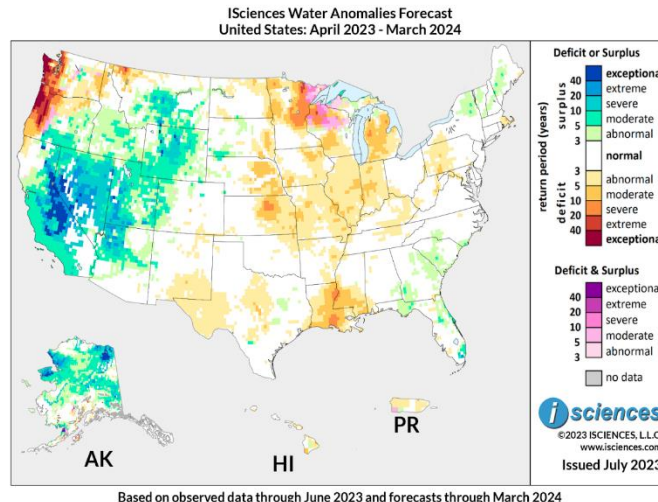 ISciences Water Anomalies Forecast
United States: April 2023 - March 2024
Deficit or Surplus
return period (years)
surplus
deficit
40
20
10
5
3
exceptional
extreme
severe
moderate
abnormal
normal
3
5
10
20
40
abnormal
moderate
severe
extreme
exceptional
Deficit & Surplus
40
20
10
5
3
exceptional
extreme
severe
moderate
abnormal
no data
i sciences
©2023 ISCIENCES, L.L.C.
www.isciences.com
Issued July 2023
AK
HI
PR
Based on observed data through June 2023 and forecasts through March 2024